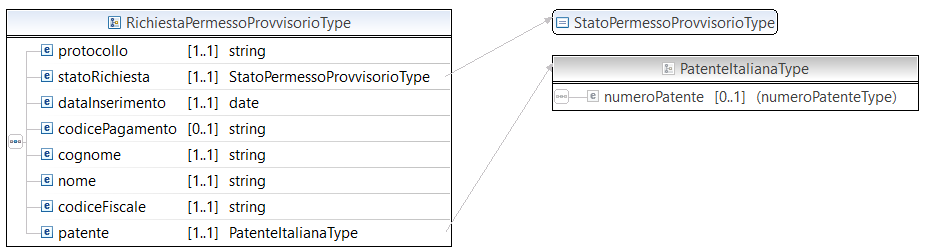 RichiestaPermessoProvvisorioType
protocollo [1..1] string
statoRichiesta [1..1] StatoPermessoProvvisorioType
dataInserimento [1..1] date
codicePagamento [0..1] string
cognome [1..1] string
nome [1..1] string
codiceFiscale [1..1] string
patente [1..1] PatenteItalianaType
StatoPermessoProvvisorioType
PatenteItalianaType
numeroPatente [0..1] (numeroPatenteType)